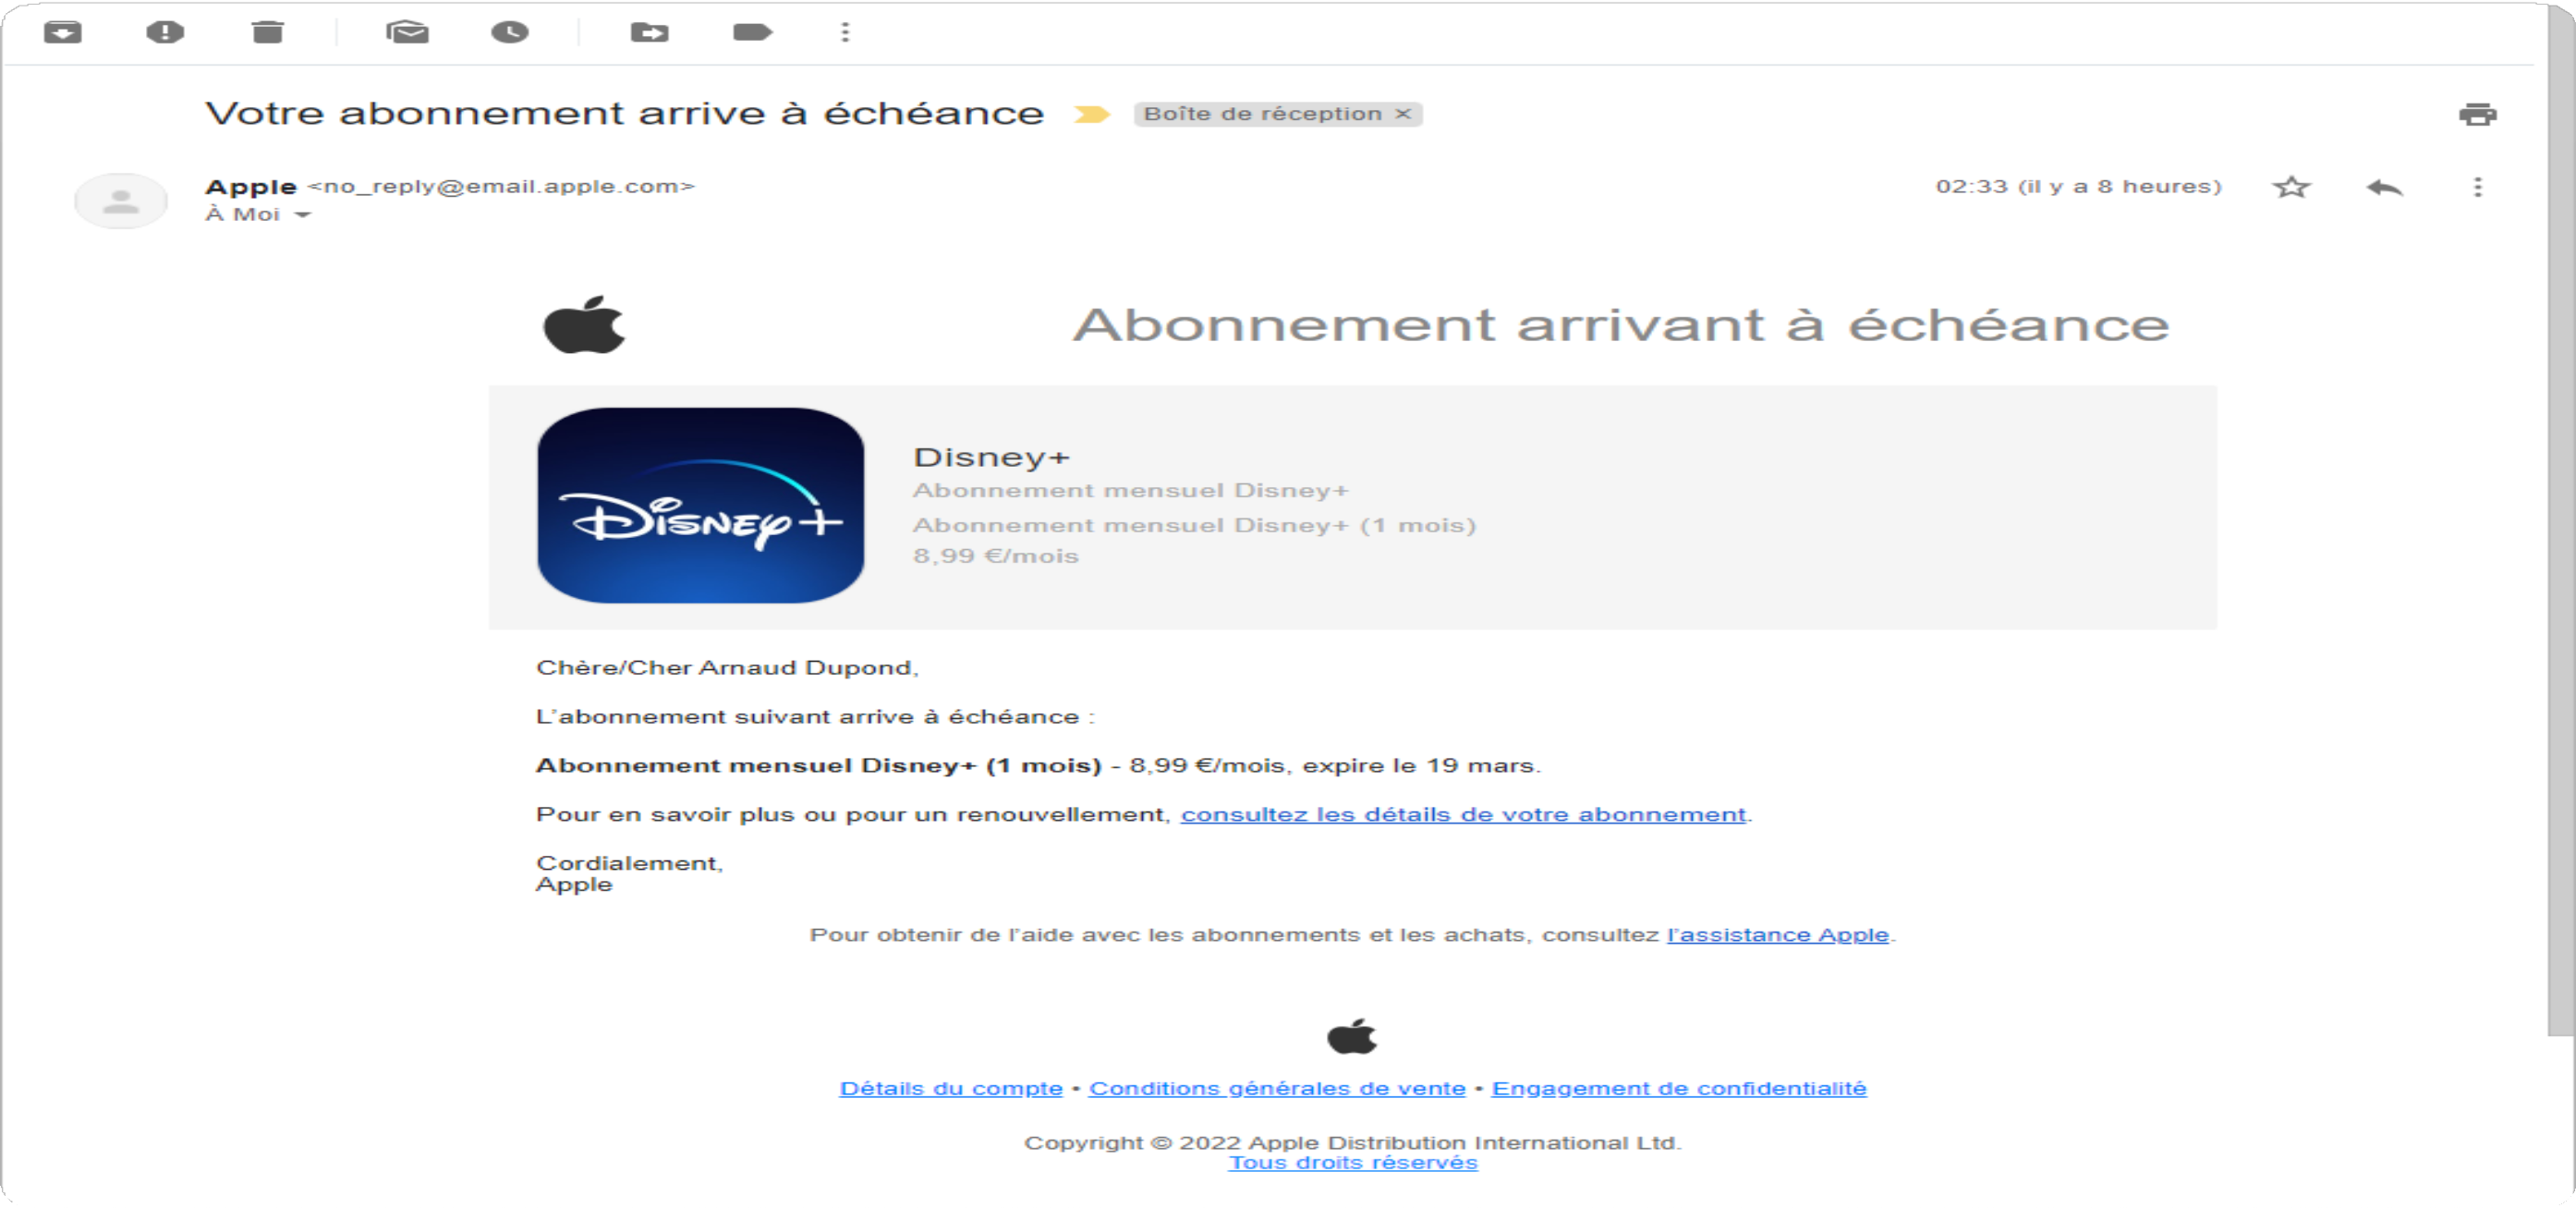 Votre abonnement arrive à échéance Boîte de réception ×
Apple <no_reply@email.apple.com> 02:33 (il y a 8 heures)
À Moi
Abonnement arrivant à échéance
Disney+
Disney+
Abonnement mensuel Disney+
Abonnement mensuel Disney+ (1 mois)
8,99 €/mois
Chère/Cher Arnaud Dupond,
L'abonnement suivant arrive à échéance :
Abonnement mensuel Disney+ (1 mois) - 8,99 €/mois, expire le 19 mars.
Pour en savoir plus ou pour un renouvellement, consultez les détails de votre abonnement.
Cordialement,
Apple
Pour obtenir de l'aide avec les abonnements et les achats, consultez l'assistance Apple.
Détails du compte • Conditions générales de vente • Engagement de confidentialité
Copyright © 2022 Apple Distribution International Ltd.
Tous droits réservés